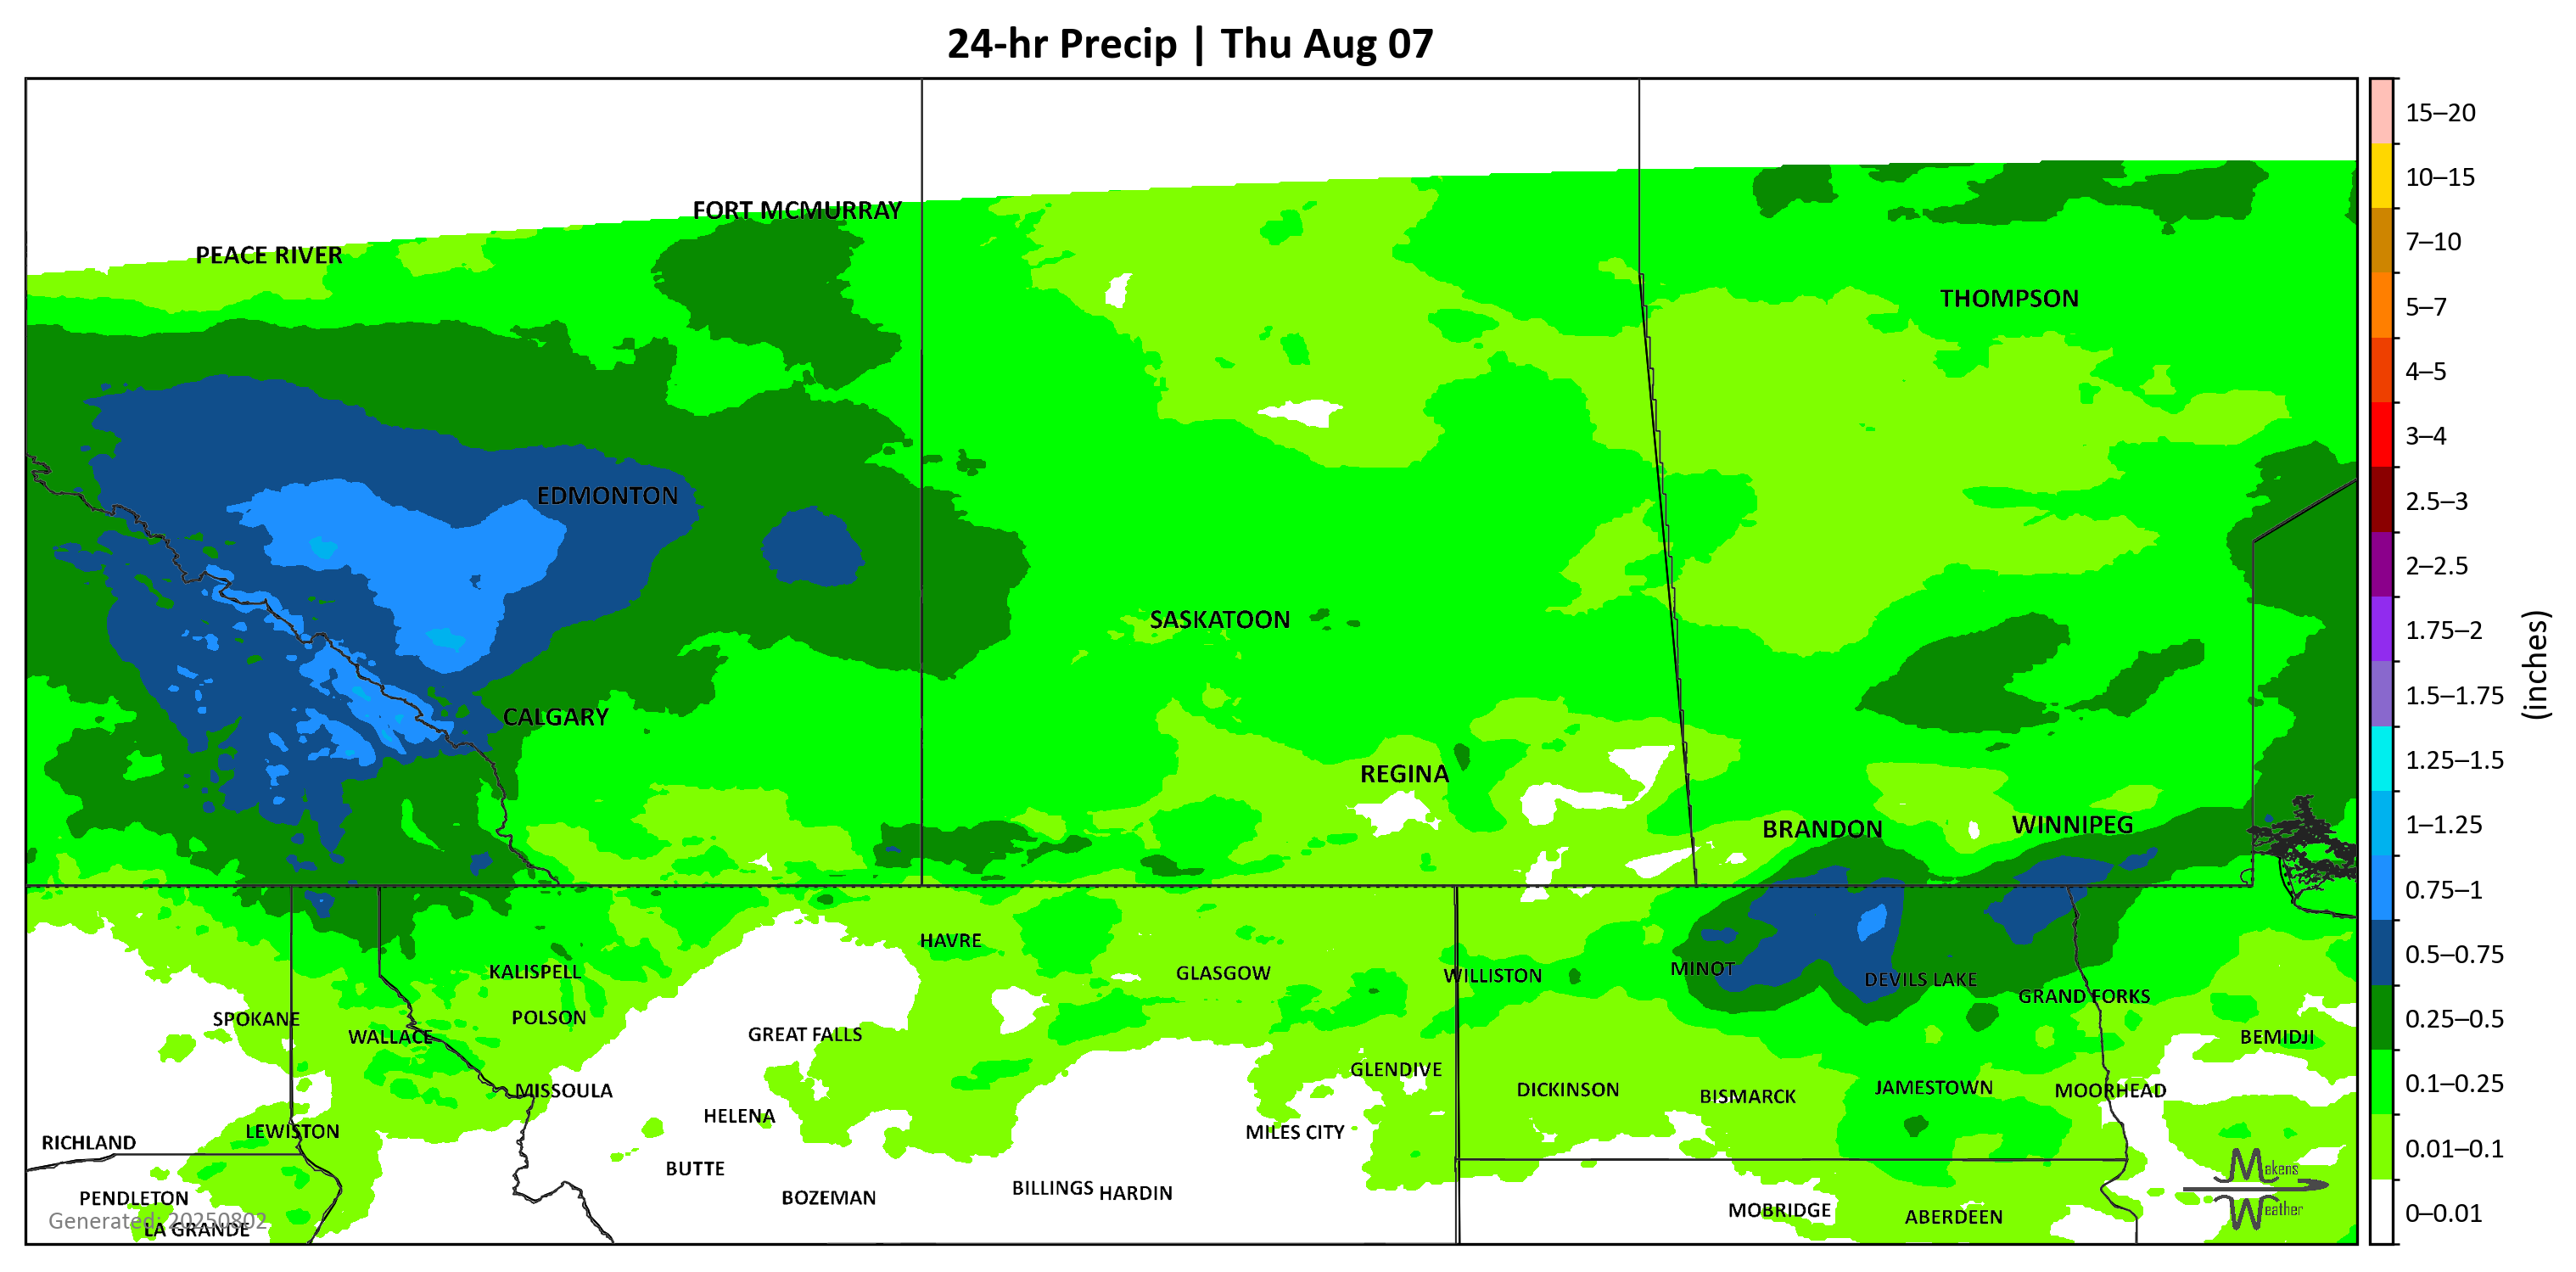 24-hr Precip | Thu Aug 07
FORT MCMURRAY
PEACE RIVER
THOMPSON
EDMONTON
SASKATOON
CALGARY
REGINA
BRANDON
WINNIPEG
HAVRE
KALISPELL
GLASGOW
WILLISTON
MINOT
DEVILS LAKE
GRAND FORKS
SPOKANE
POLSON
WALLACE
GREAT FALLS
BEMIDJI
GLENDIVE
MISSOULA
DICKINSON
BISMARCK
JAMESTOWN
MOORHEAD
HELENA
LEWISTON
RICHLAND
MILES CITY
BUTTE
PENDLETON
BOZEMAN
BILLINGS
HARDIN
MOBRIDGE
ABERDEEN
Generated: 20250802
LA GRANDE
Makens
Weather
15–20
10–15
7–10
5–7
4–5
3–4
2.5–3
2–2.5
1.75–2
1.5–1.75
1.25–1.5
1–1.25
0.75–1
0.5–0.75
0.25–0.5
0.1–0.25
0.01–0.1
0–0.01
(inches)